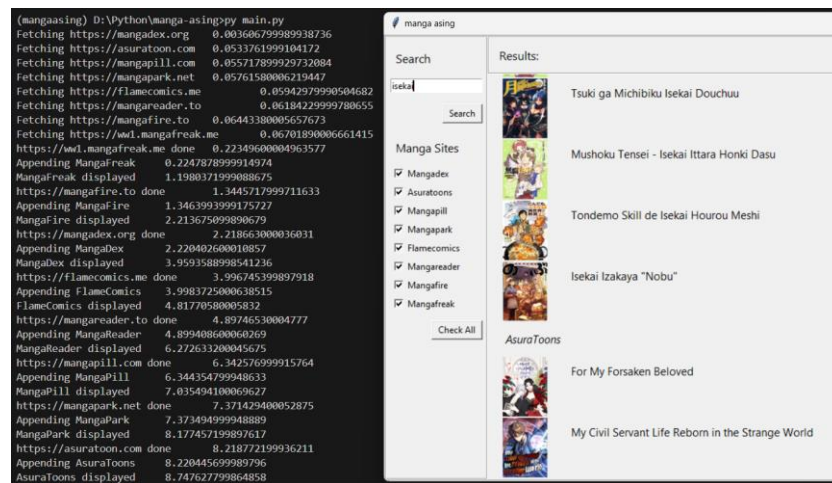 (mangaasing) D:\Python\manga-asing>py main.py
Fetching https://mangadex.org 0.003606799989938736
Fetching https://asuratoon.com 0.0533761999104172
Fetching https://mangapill.com 0.055717899929732084
Fetching https://mangapark.net 0.05761580006219447
Fetching https://flamecomics.me 0.05942979990504682
Fetching https://mangareader.to 0.06184229999780655
Fetching https://mangafire.to 0.06443380005657673
Fetching https://ww1.mangafreak.me 0.06701890006661415
https://ww1.mangafreak.me done 0.22349600004963577
Appending MangaFreak 0.2247878999914974
MangaFreak displayed 1.1980371999088675
https://mangafire.to done 1.3445717999711633
Appending MangaFire 1.3463993999175727
MangaFire displayed 2.213675099890679
https://mangadex.org done 2.218663000036031
Appending MangaDex 2.220402600010857
MangaDex displayed 3.9593588998541236
https://flamecomics.me done 3.996745399897918
Appending FlameComics 3.9983725000638515
FlameComics displayed 4.81770580005832
https://mangareader.to done 4.89746530004777
Appending MangaReader 4.899408600060269
MangaReader displayed 6.272633200045675
https://mangapill.com done 6.342576999915764
Appending MangaPill 6.344354799948633
MangaPill displayed 7.035494100069627
https://mangapark.net done 7.371429400052875
Appending MangaPark 7.373494999948889
MangaPark displayed 8.177457199897617
https://asuratoon.com done 8.218772199936211
Appending AsuraToons 8.220445699989796
AsuraToons displayed 8.747627799864858
manga asing
Search
isekai
Search
Manga Sites
Mangadex
Asuratoons
Mangapill
Mangapark
Flamecomics
Mangareader
Mangafire
Mangafreak
Check All
Results:
Tsuki ga Michibiku Isekai Douchuu
Mushoku Tensei - Isekai Ittara Honki Dasu
Tondemo Skill de Isekai Hourou Meshi
Isekai Izakaya "Nobu"
AsuraToons
For My Forsaken Beloved
My Civil Servant Life Reborn in the Strange World